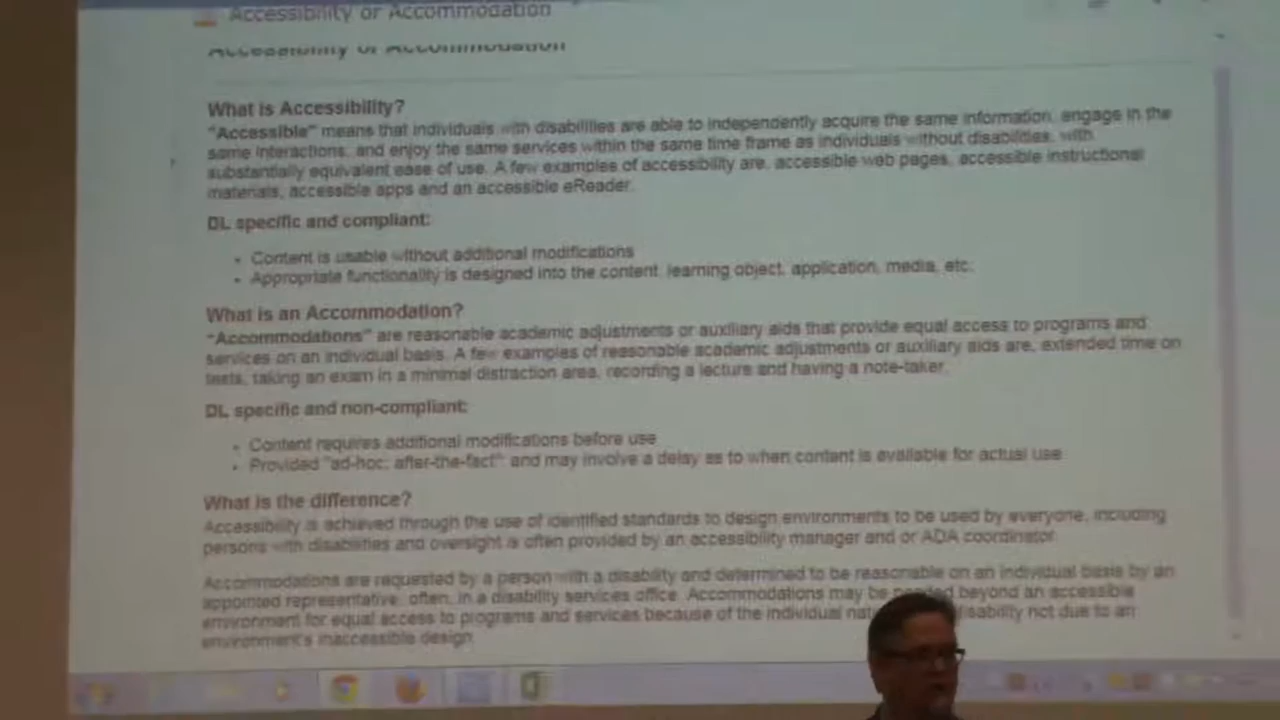 Accessibility or Accommodation
Accessibility or Accommodation
What is Accessibility?
"Accessible" means that individuals with disabilities are able to independently acquire the same information, engage in the
same interactions, and enjoy the same services within the same time frame as individuals without disabilities, with
substantially equivalent ease of use. A few examples of accessibility are, accessible web pages, accessible instructional
materials, accessible apps and an accessible eReader.
DL specific and compliant:
• Content is usable without additional modifications
• Appropriate functionality is designed into the content, learning object, application, media, etc.
What is an Accommodation?
"Accommodations" are reasonable academic adjustments or auxiliary aids that provide equal access to programs and
services on an individual basis. A few examples of reasonable academic adjustments or auxiliary aids are, extended time on
tests, taking an exam in a minimal distraction area, recording a lecture and having a note-taker.
DL specific and non-compliant:
• Content requires additional modifications before use
• Provided "ad-hoc, after-the-fact" and may involve a delay as to when content is available for actual use
What is the difference?
Accessibility is achieved through the use of identified standards to design environments to be used by everyone, including
persons with disabilities and oversight is often provided by an accessibility manager and or ADA coordinator.
Accommodations are requested by a person with a disability and determined to be reasonable on an individual basis by an
appointed representative, often, in a disability services office. Accommodations may be needed beyond an accessible
environment for equal access to programs and services because of the individual sability not due to an
environment's inaccessible design